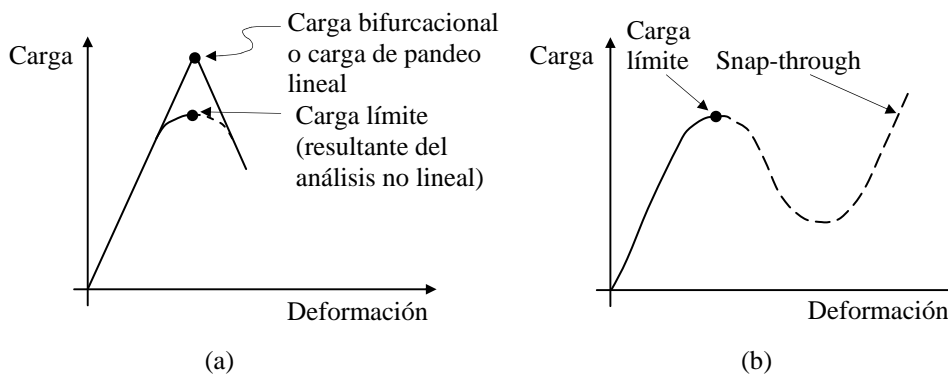 Carga
Carga bifurcacional
o carga de pandeo
lineal
Carga límite
(resultante del
análisis no lineal)
Deformación
(a)
Carga
Carga
límite
Snap-through
Deformación
(b)